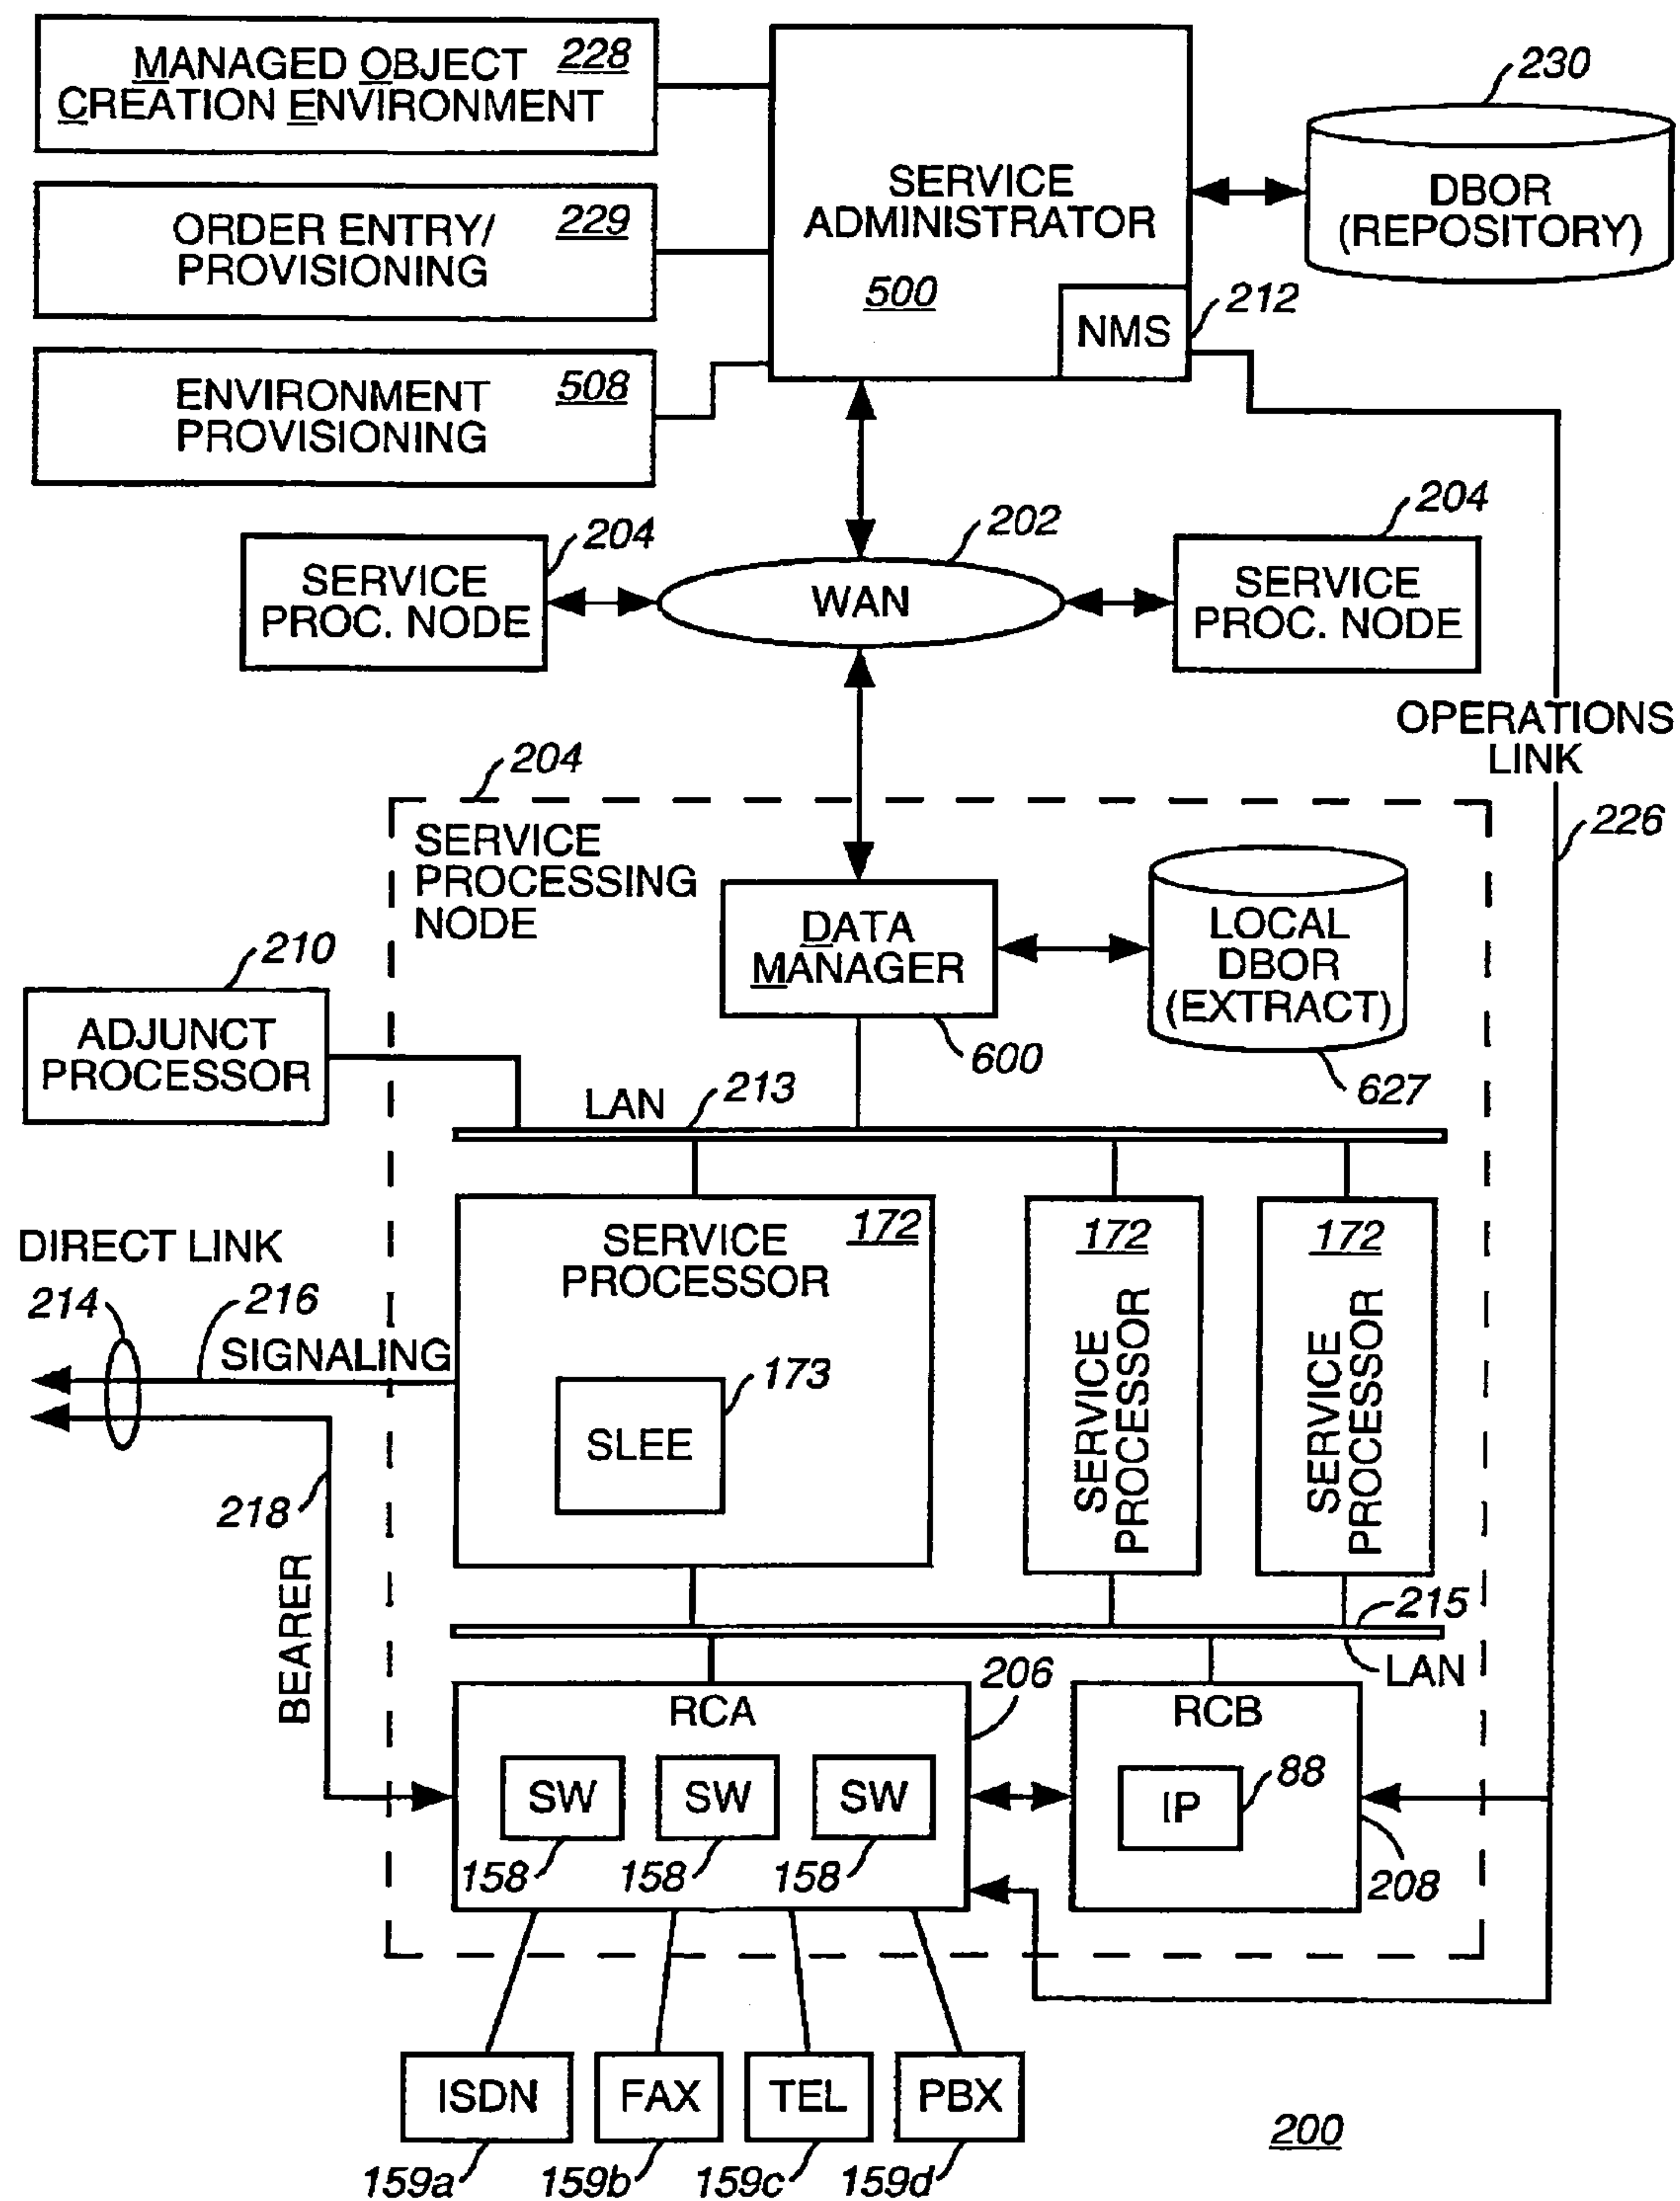 MANAGED OBJECT 228
CREATION ENVIRONMENT
ORDER ENTRY/ 229
PROVISIONING
ENVIRONMENT 508
PROVISIONING
SERVICE
ADMINISTRATOR
500
NMS
212
230
DBOR
(REPOSITORY)
204
SERVICE
PROC. NODE
202
WAN
204
SERVICE
PROC. NODE
OPERATIONS
LINK
226
204
SERVICE
PROCESSING
NODE
DATA
MANAGER
600
LOCAL
DBOR
(EXTRACT)
627
210
ADJUNCT
PROCESSOR
LAN
213
172
SERVICE
PROCESSOR
173
SLEE
172
SERVICE
PROCESSOR
172
SERVICE
PROCESSOR
DIRECT LINK
214
216
SIGNALING
218
BEARER
215
LAN
206
RCA
SW
SW
SW
158
158
158
RCB
88
IP
208
ISDN
FAX
TEL
PBX
159a
159b
159c
159d
200